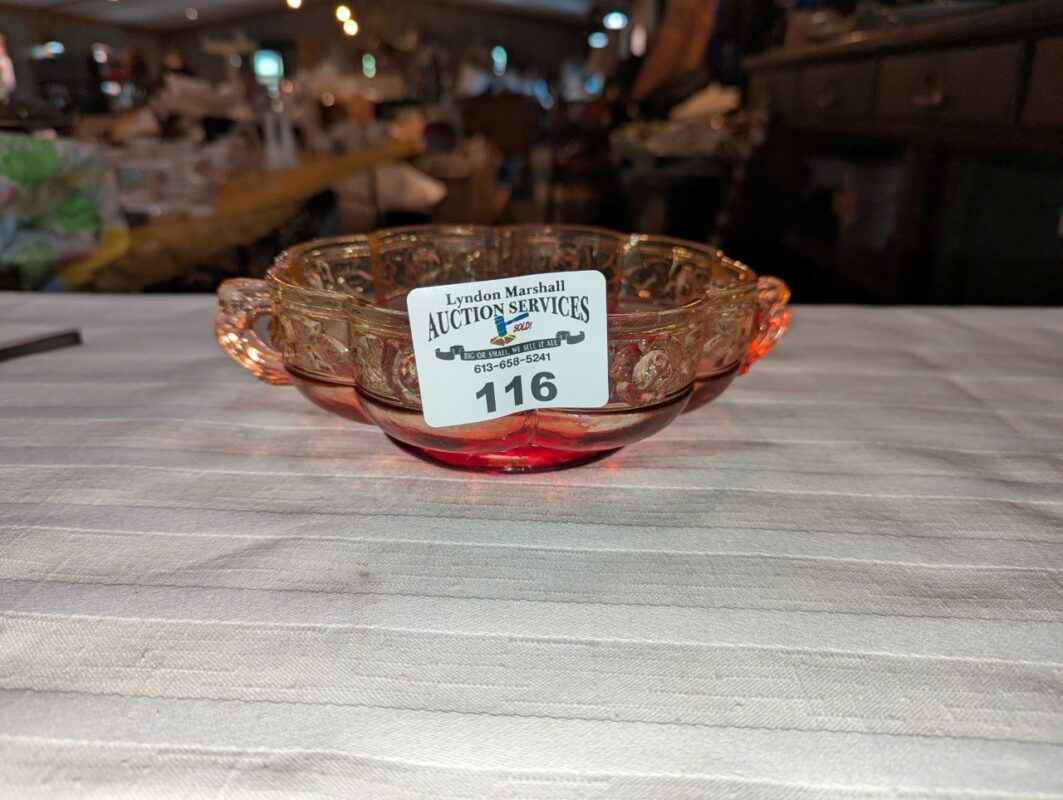 Lyndon Marshall
AUCTION SERVICES
SOLD!
BIG OR SMALL, WE SELL IT ALL
613-658-5241
116